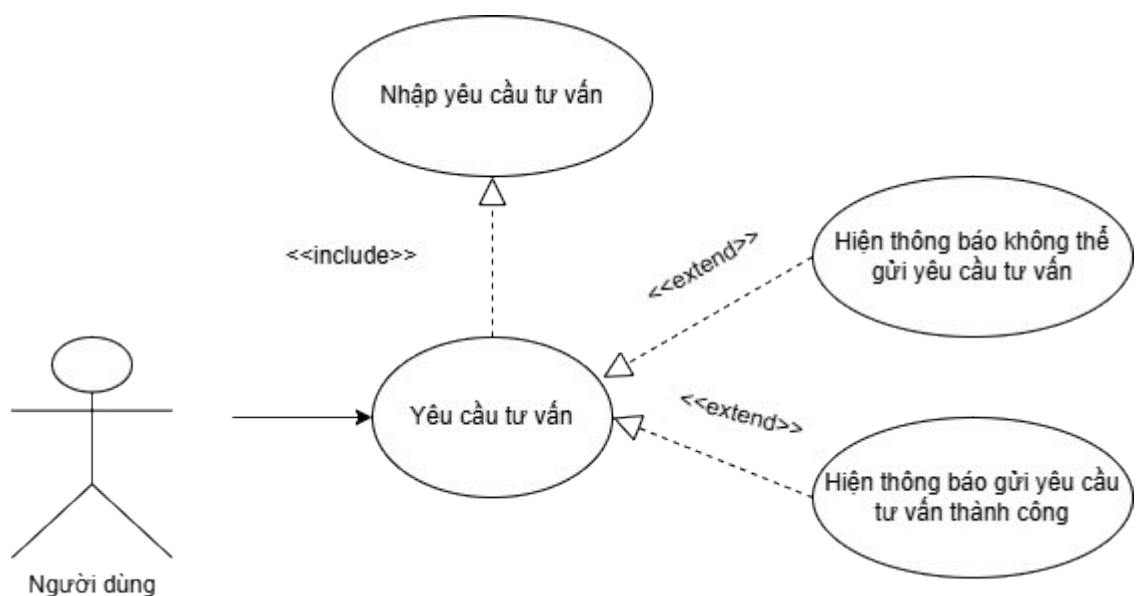 Nhập yêu cầu tư vấn
<<include>>
<<extend>>
Hiện thông báo không thể
gửi yêu cầu tư vấn
Yêu cầu tư vấn
<<extend>>
Hiện thông báo gửi yêu cầu
tư vấn thành công
Người dùng